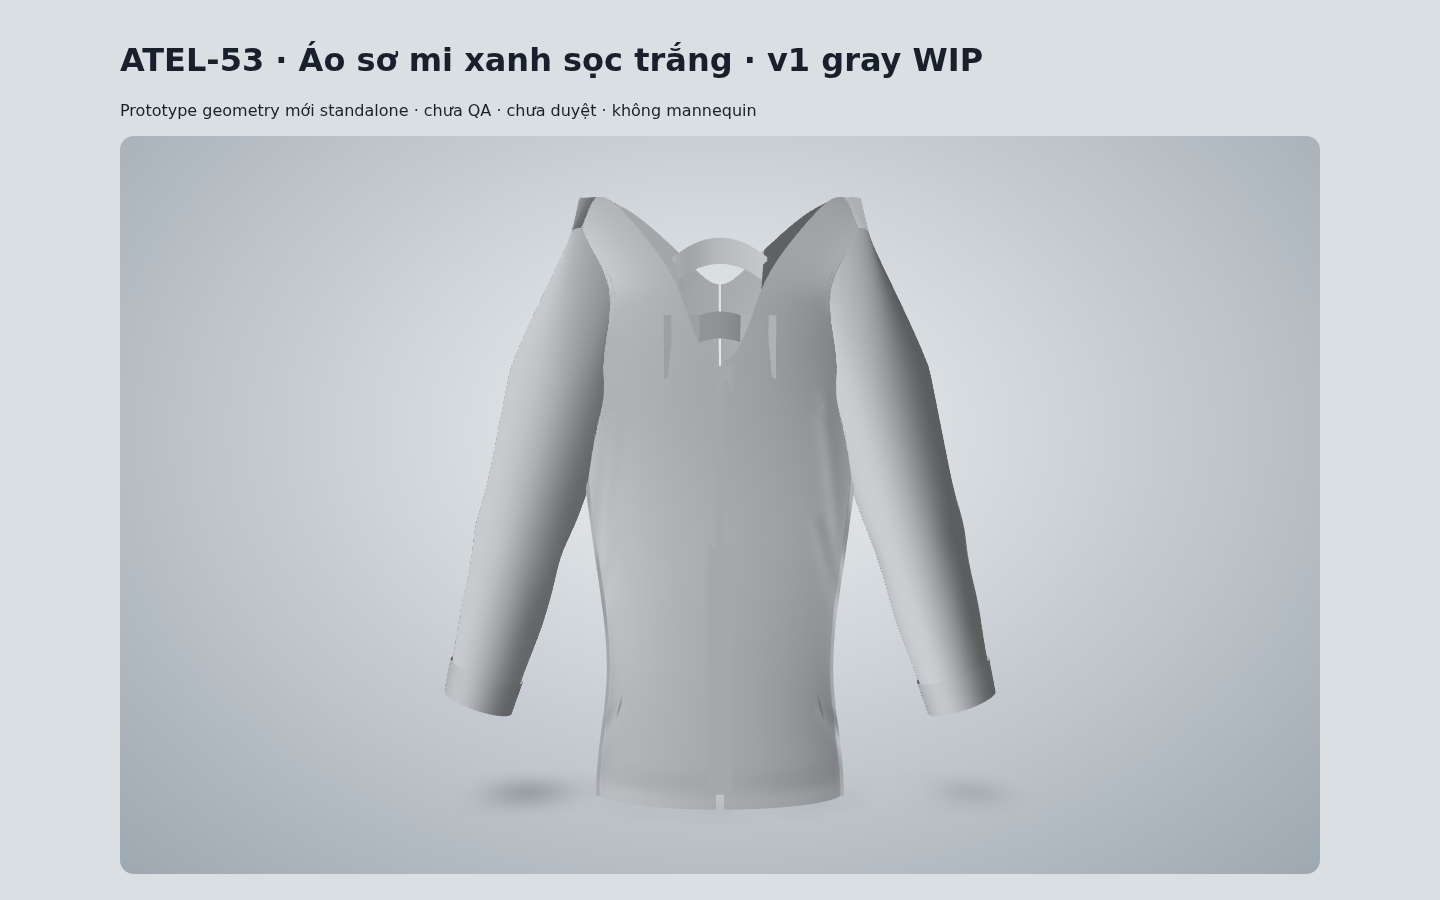 ATEL-53 · Áo sơ mi xanh sọc trắng · v1 gray WIP
Prototype geometry mới standalone · chưa QA · chưa duyệt · không mannequin